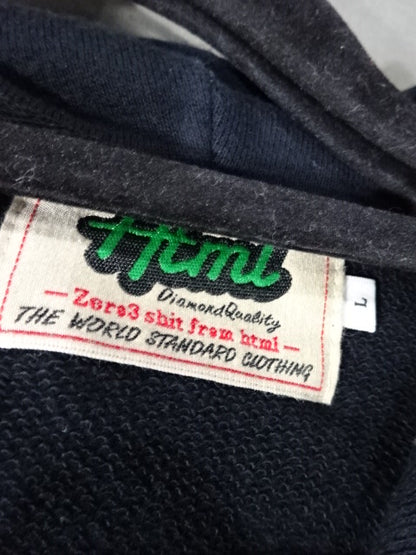 Html
DiamondQuality
— Zero3 shit from html —
THE WORLD STANDARD CLOTHING
L